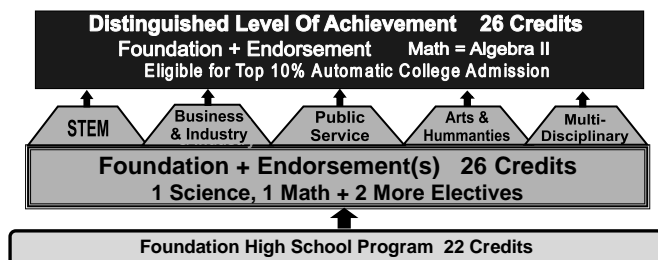 Distinguished Level Of Achievement 26 Credits
Foundation + Endorsement Math = Algebra II
Eligible for Top 10% Automatic College Admission
STEM
Business
& Industry
Public
Service
Arts &
Hummanties
Multi-
Disciplinary
Foundation + Endorsement(s) 26 Credits
1 Science, 1 Math + 2 More Electives
Foundation High School Program 22 Credits